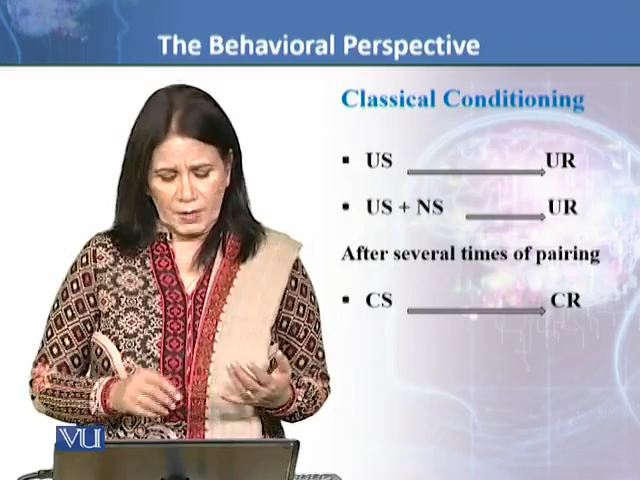 The Behavioral Perspective
Classical Conditioning
▪ US → UR
▪ US + NS → UR
After several times of pairing
▪ CS → CR
VU